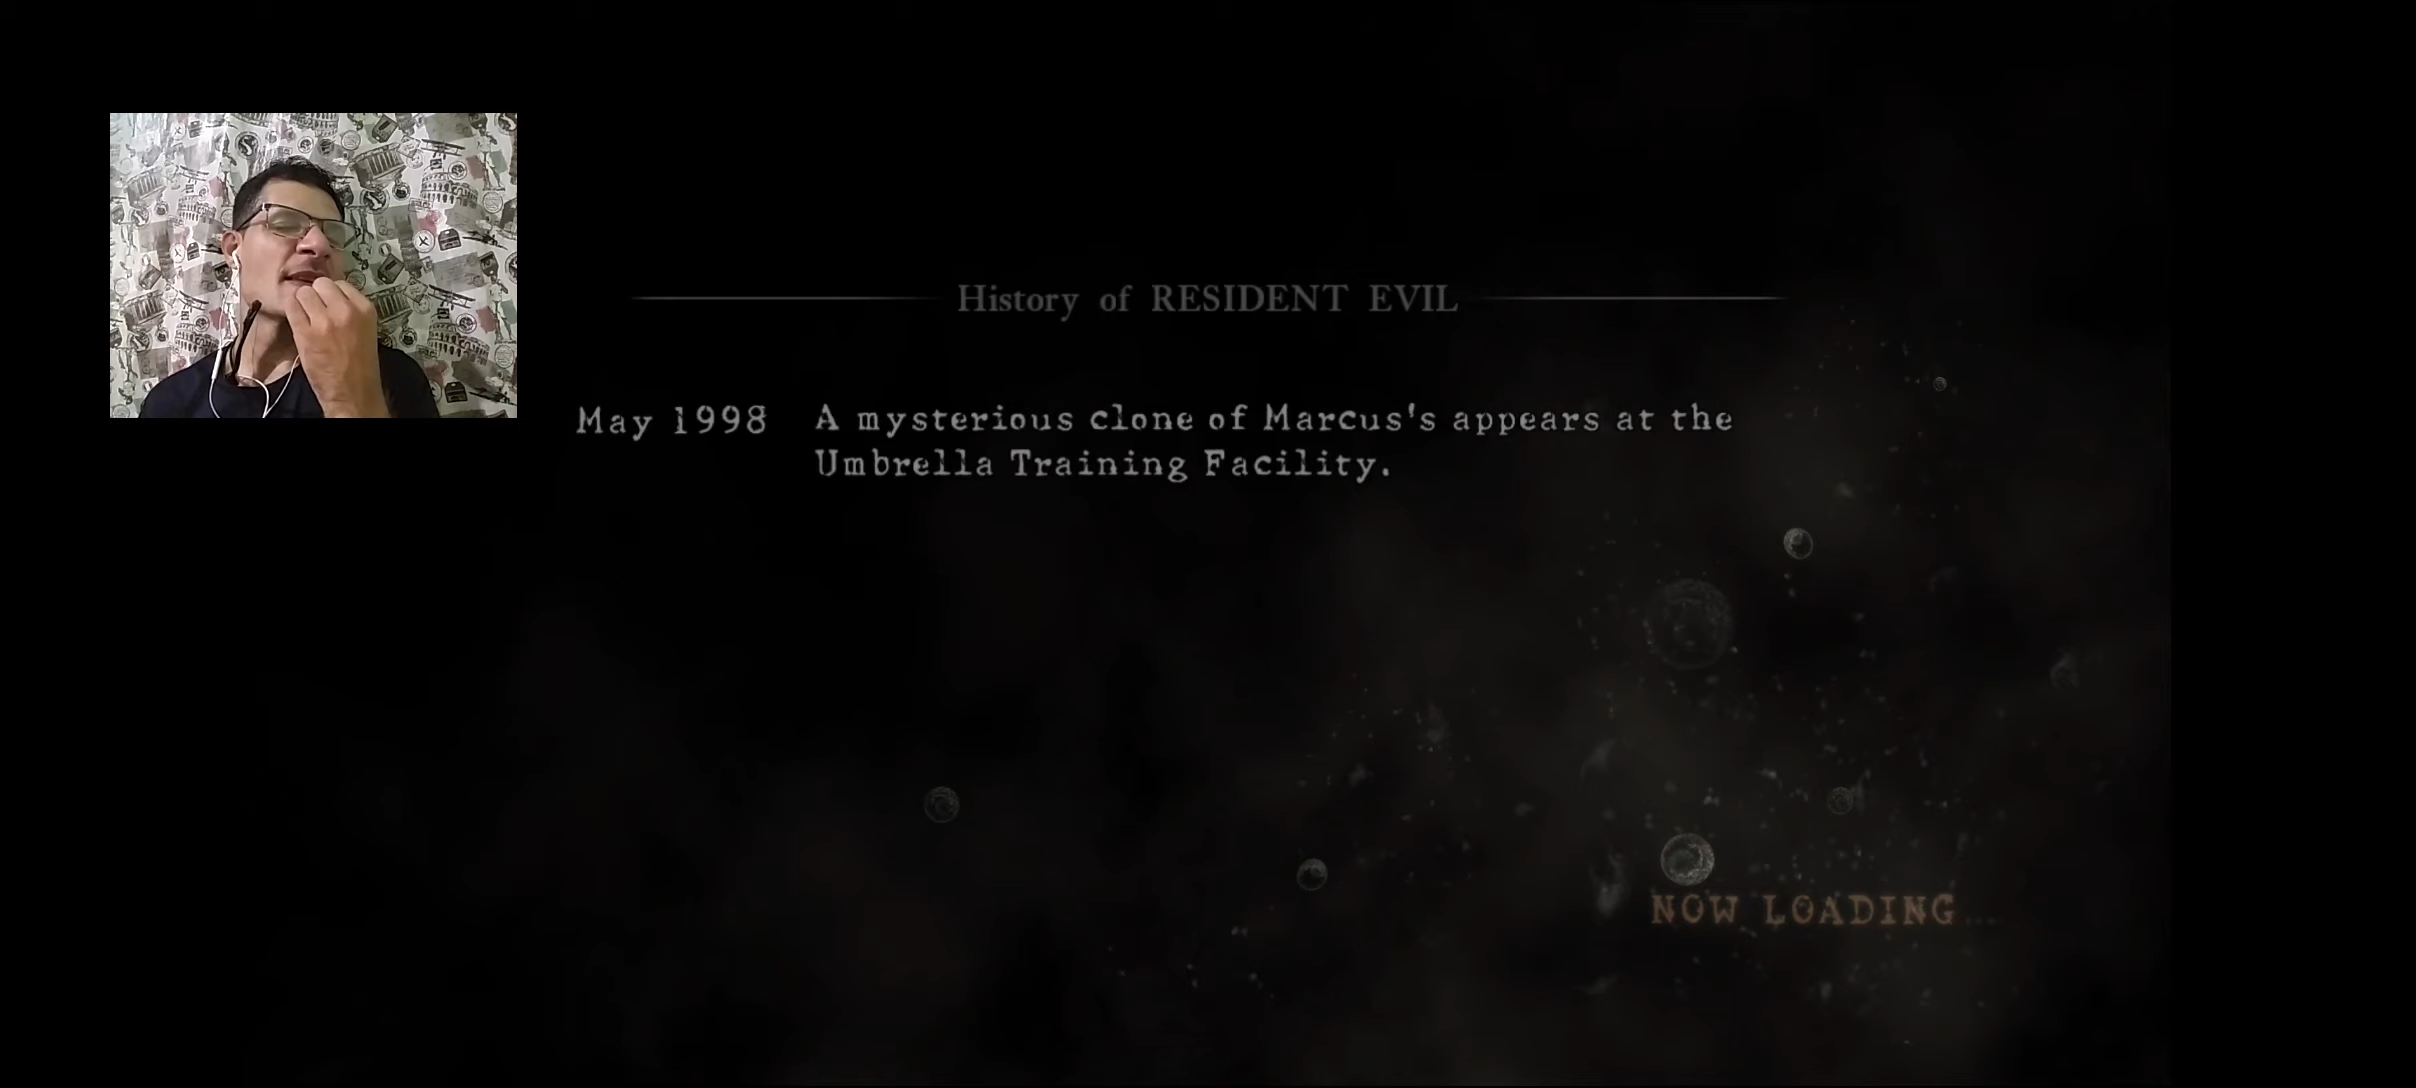 History of RESIDENT EVIL
May 1998 A mysterious clone of Marcus's appears at the
Umbrella Training Facility.
NOW LOADING...